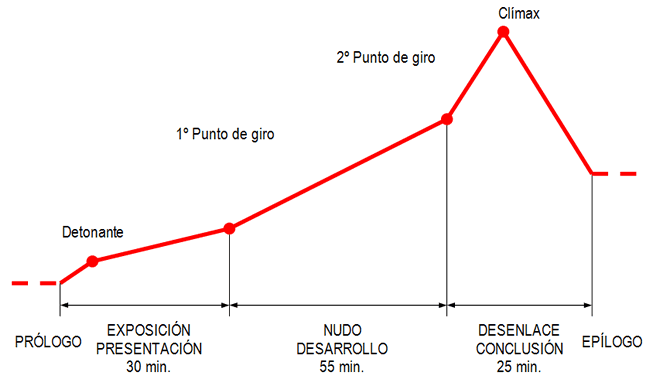 Clímax
2º Punto de giro
1º Punto de giro
Detonante
PRÓLOGO
EXPOSICIÓN
PRESENTACIÓN
30 min.
NUDO
DESARROLLO
55 min.
DESENLACE
CONCLUSIÓN
25 min.
EPÍLOGO